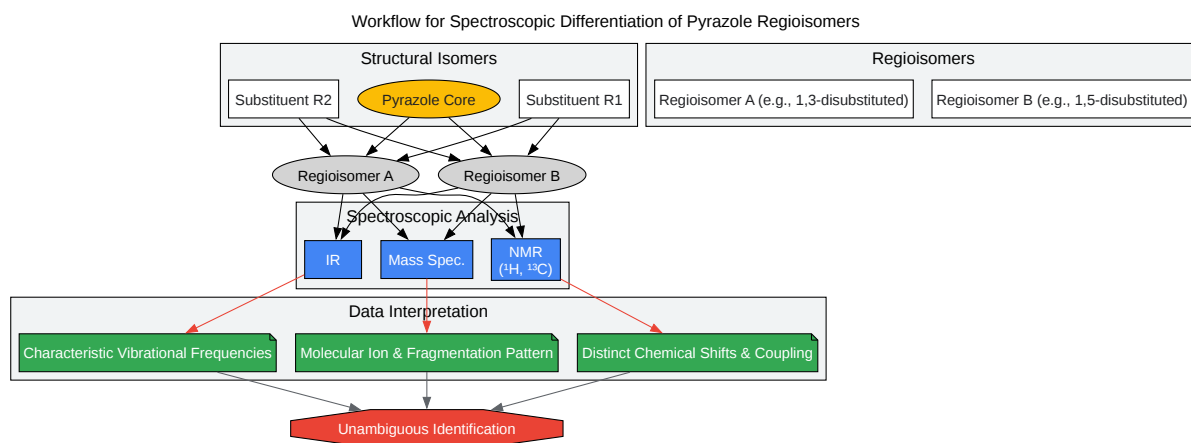 Workflow for Spectroscopic Differentiation of Pyrazole Regioisomers
Structural Isomers
Regioisomers
Substituent R2
Pyrazole Core
Substituent R1
Regioisomer A (e.g., 1,3-disubstituted)
Regioisomer B (e.g., 1,5-disubstituted)
Regioisomer A
Regioisomer B
Spectroscopic Analysis
IR
Mass Spec.
NMR
(¹H, ¹³C)
Data Interpretation
Characteristic Vibrational Frequencies
Molecular Ion & Fragmentation Pattern
Distinct Chemical Shifts & Coupling
Unambiguous Identification